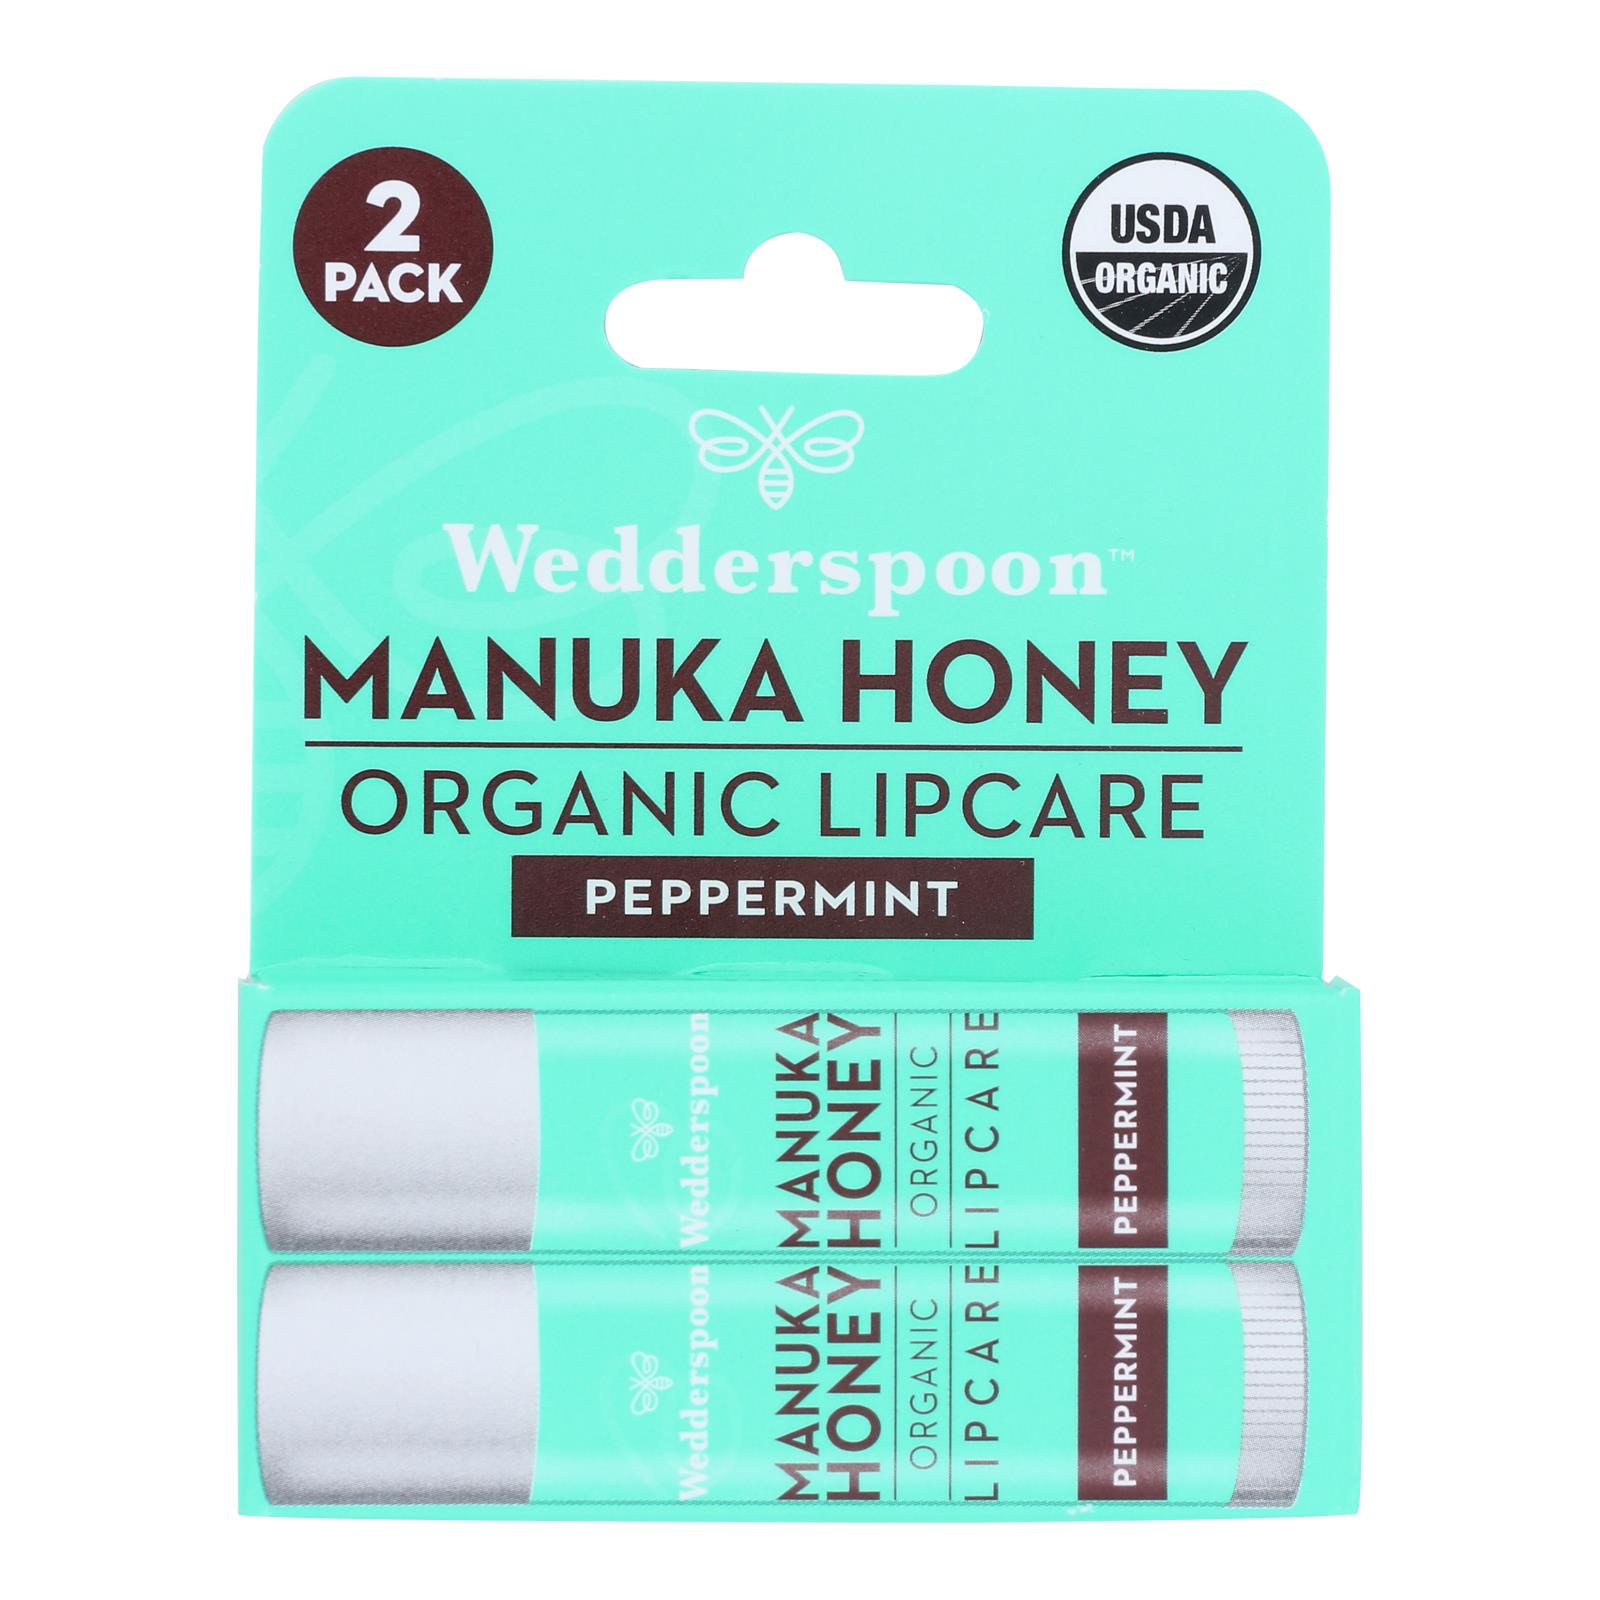 2
PACK
USDA
ORGANIC
Wedderspoon™
MANUKA HONEY
ORGANIC LIPCARE
PEPPERMINT
Wedderspoon
MANUKA
HONEY
ORGANIC
LIPCARE
PEPPERMINT
Wedderspoon
MANUKA
HONEY
ORGANIC
LIPCARE
PEPPERMINT